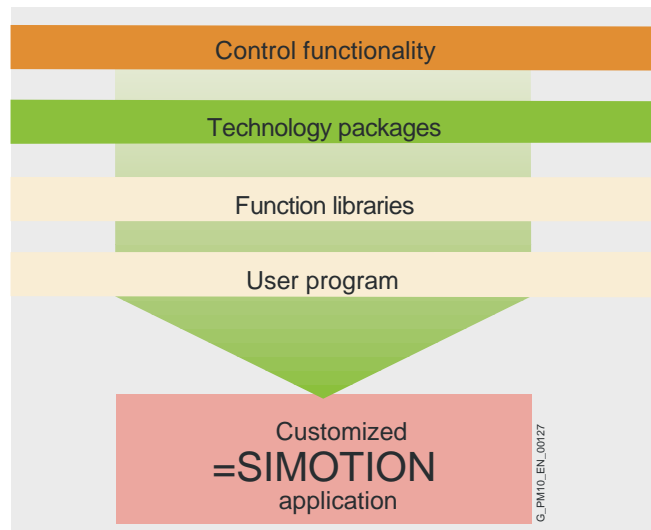 Control functionality
Technology packages
Function libraries
User program
Customized
=SIMOTION
application
G_PM10_EN_00127